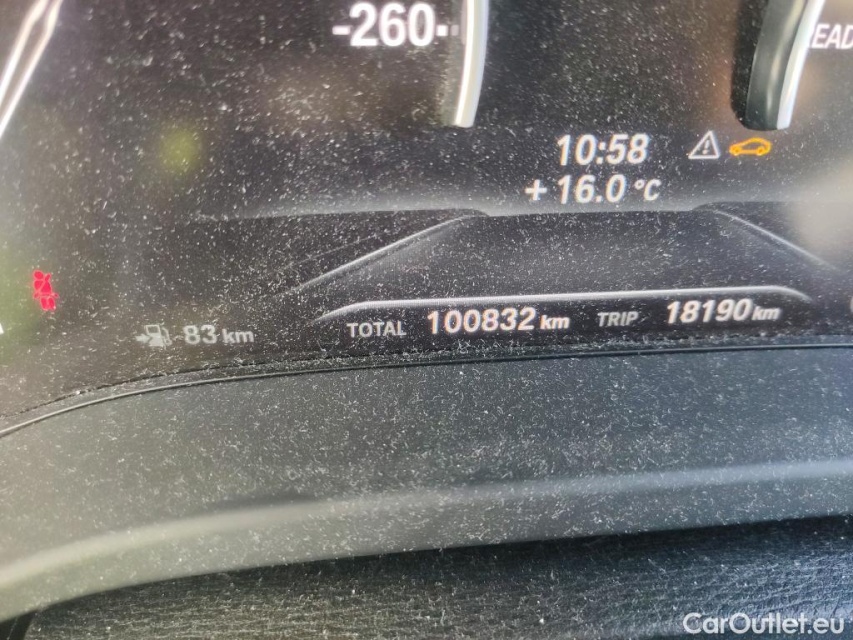 -260-
10:58
+ 16.0 °C
83 km
TOTAL 100832 km TRIP 18190 km
CarOutlet.eu